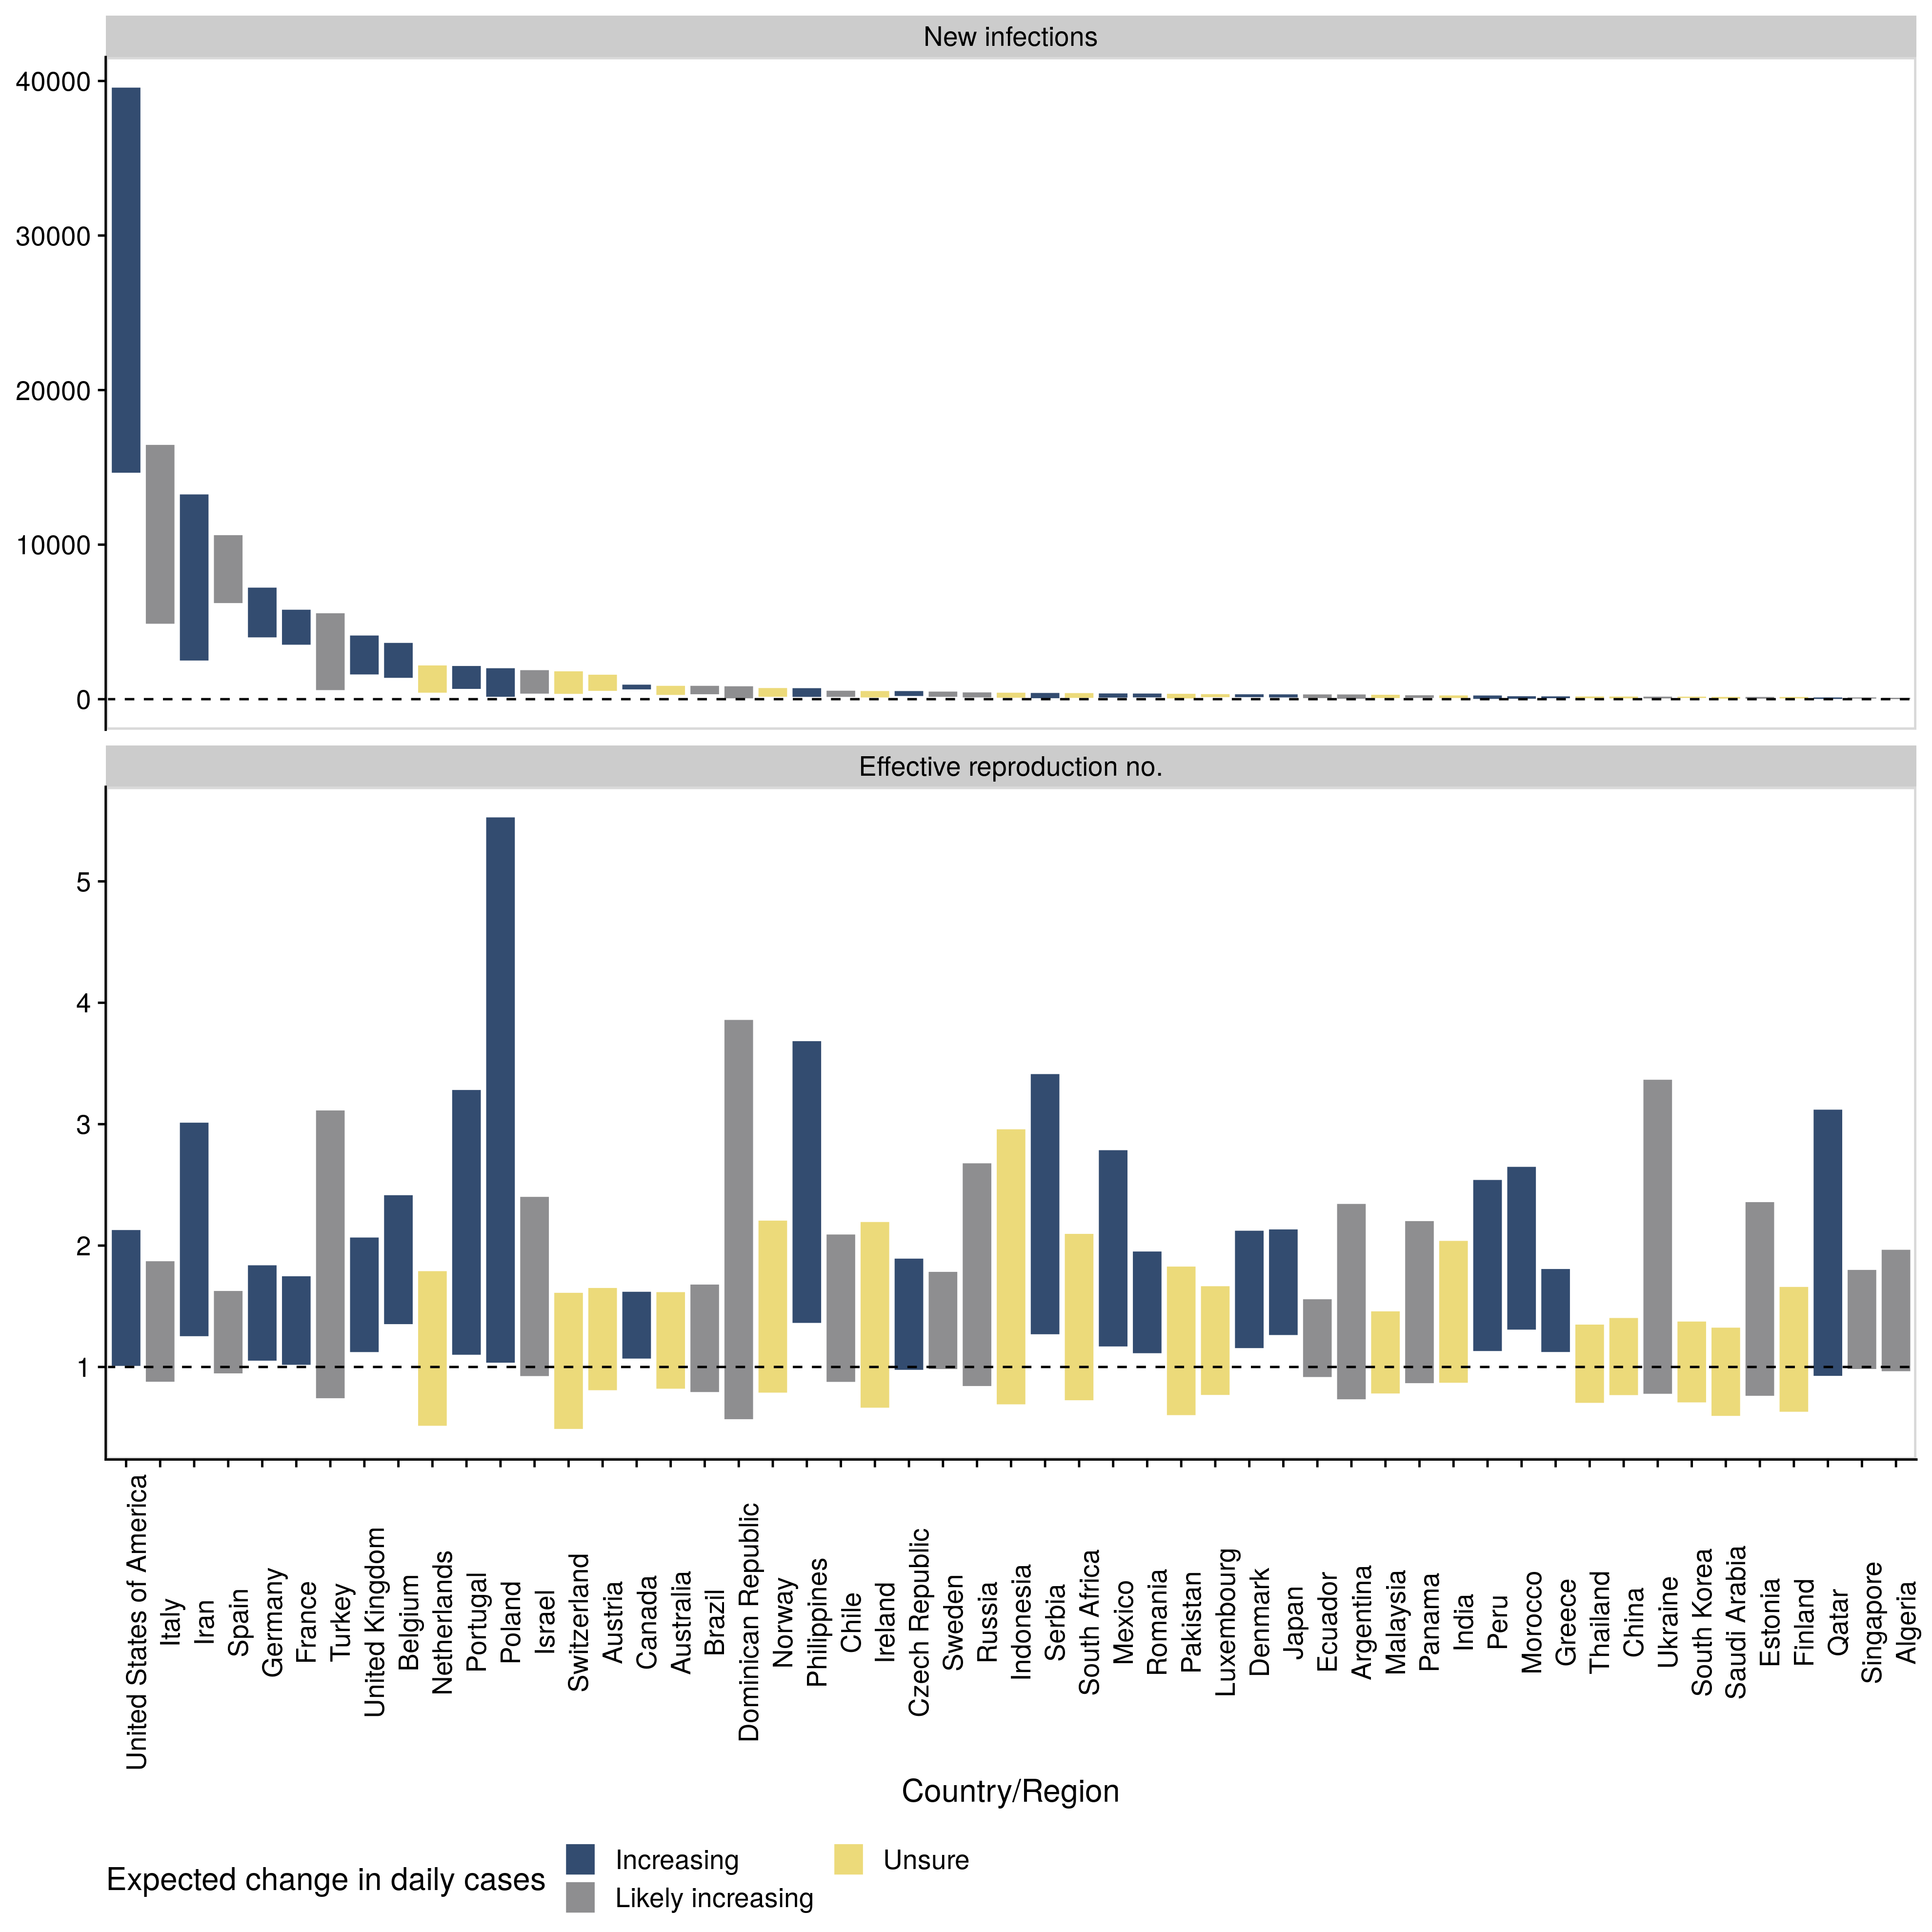 New infections
40000
30000
20000
10000
0
Effective reproduction no.
5
4
3
2
1
United States of America
Italy
Iran
Spain
Germany
France
Turkey
United Kingdom
Belgium
Netherlands
Portugal
Poland
Israel
Switzerland
Austria
Canada
Australia
Brazil
Dominican Republic
Norway
Philippines
Chile
Ireland
Czech Republic
Sweden
Russia
Indonesia
Serbia
South Africa
Mexico
Romania
Pakistan
Luxembourg
Denmark
Japan
Ecuador
Argentina
Malaysia
Panama
India
Peru
Morocco
Greece
Thailand
China
Ukraine
South Korea
Saudi Arabia
Estonia
Finland
Qatar
Singapore
Algeria
Country/Region
Expected change in daily cases
Increasing
Likely increasing
Unsure